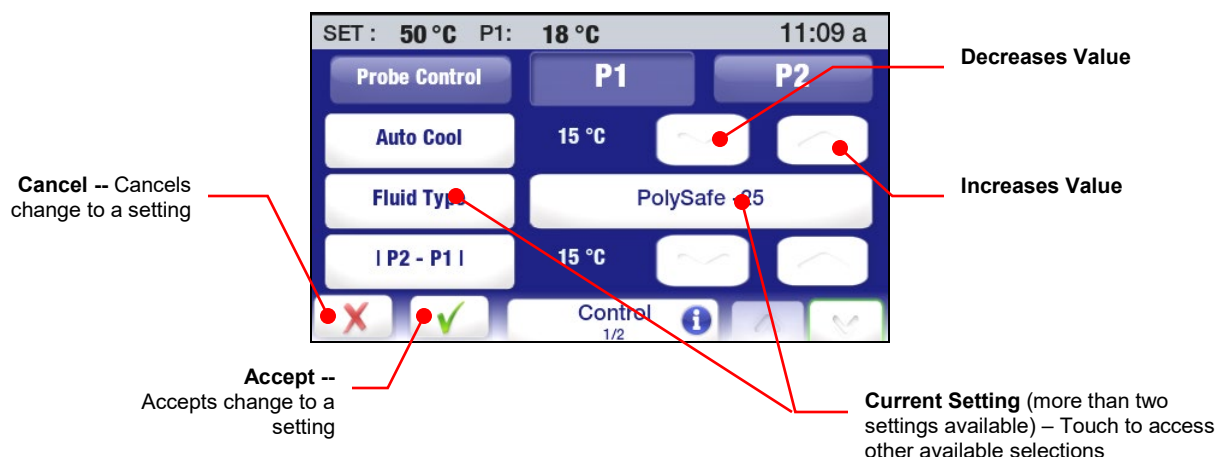 SET : 50 °C P1: 18 °C 11:09 a
Probe Control P1 P2
Decreases Value
Auto Cool 15 °C
Cancel -- Cancels
change to a setting
Fluid Type PolySafe -25
Increases Value
| P2 - P1 | 15 °C
Control
1/2
Accept --
Accepts change to a
setting
Current Setting (more than two
settings available) – Touch to access
other available selections